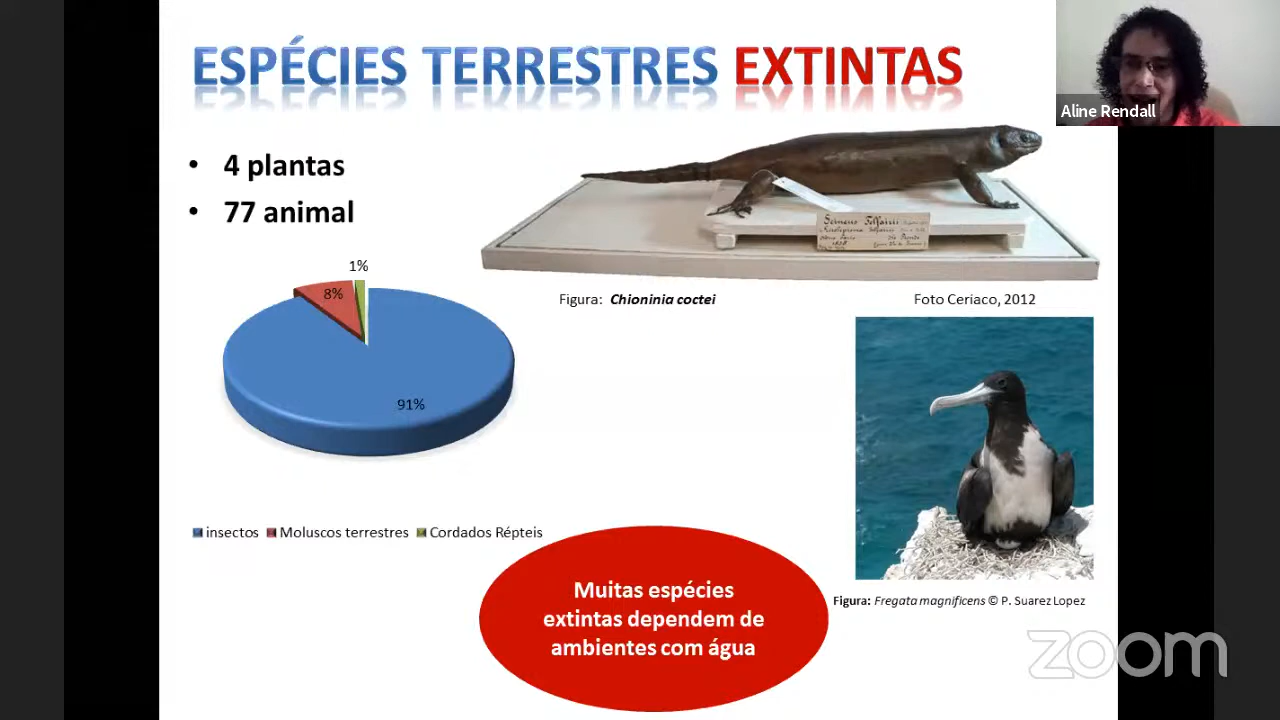 ESPÉCIES TERRESTRES EXTINTAS
Aline Rendall
• 4 plantas
• 77 animal
1%
8%
91%
insectos Moluscos terrestres Cordados Répteis
Figura: Chioninia coctei
Foto Ceriaco, 2012
Figura: Fregata magnificens © P. Suarez Lopez
Muitas espécies
extintas dependem de
ambientes com água
zoom